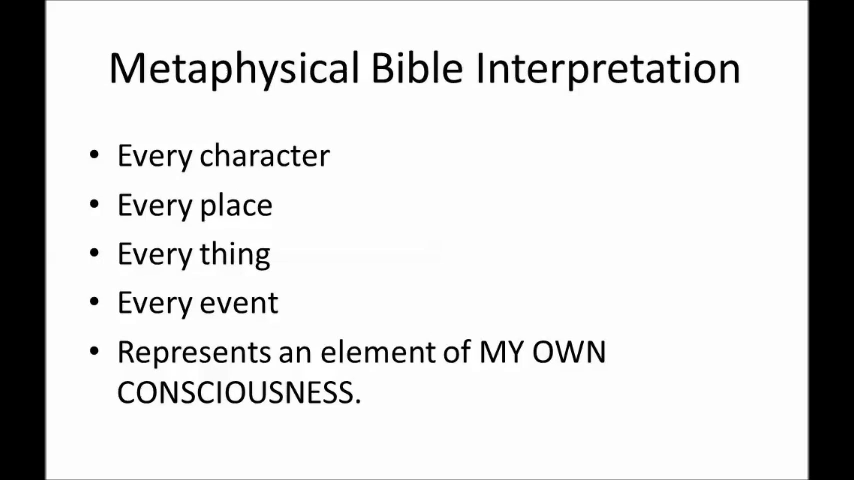 Metaphysical Bible Interpretation
• Every character
• Every place
• Every thing
• Every event
• Represents an element of MY OWN
CONSCIOUSNESS.